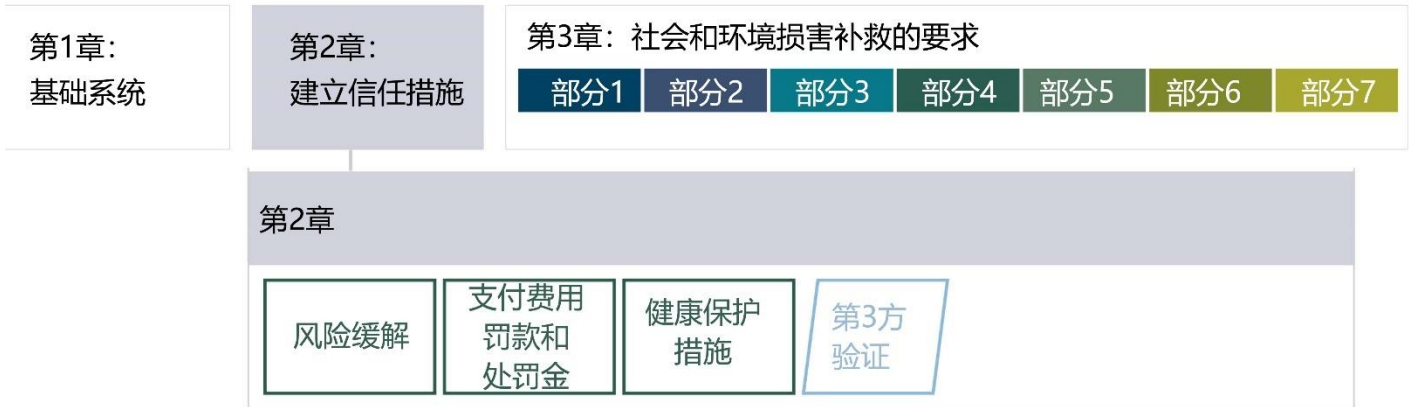 第1章：
基础系统
第2章：
建立信任措施
第3章：社会和环境损害补救的要求
部分1
部分2
部分3
部分4
部分5
部分6
部分7
第2章
风险缓解
支付费用
罚款和
处罚金
健康保护
措施
第3方
验证